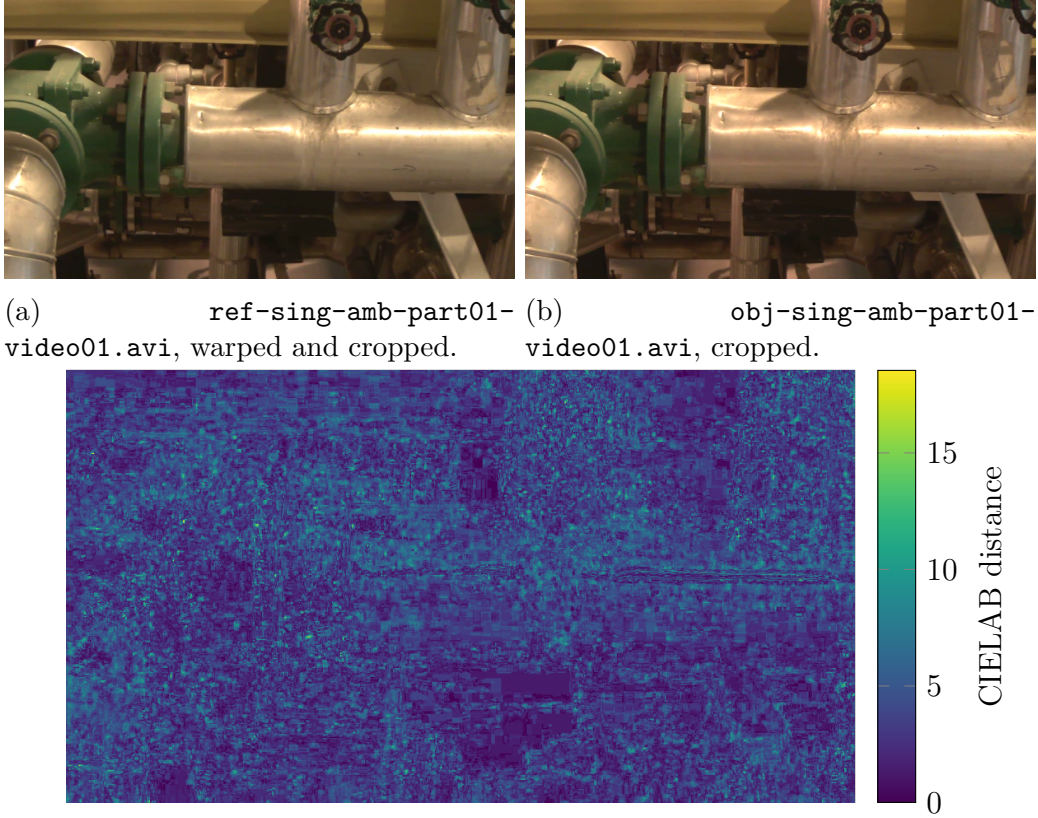 (a) ref-sing-amb-part01-
video01.avi, warped and cropped.
(b) obj-sing-amb-part01-
video01.avi, cropped.
15
10
5
0
CIELAB distance